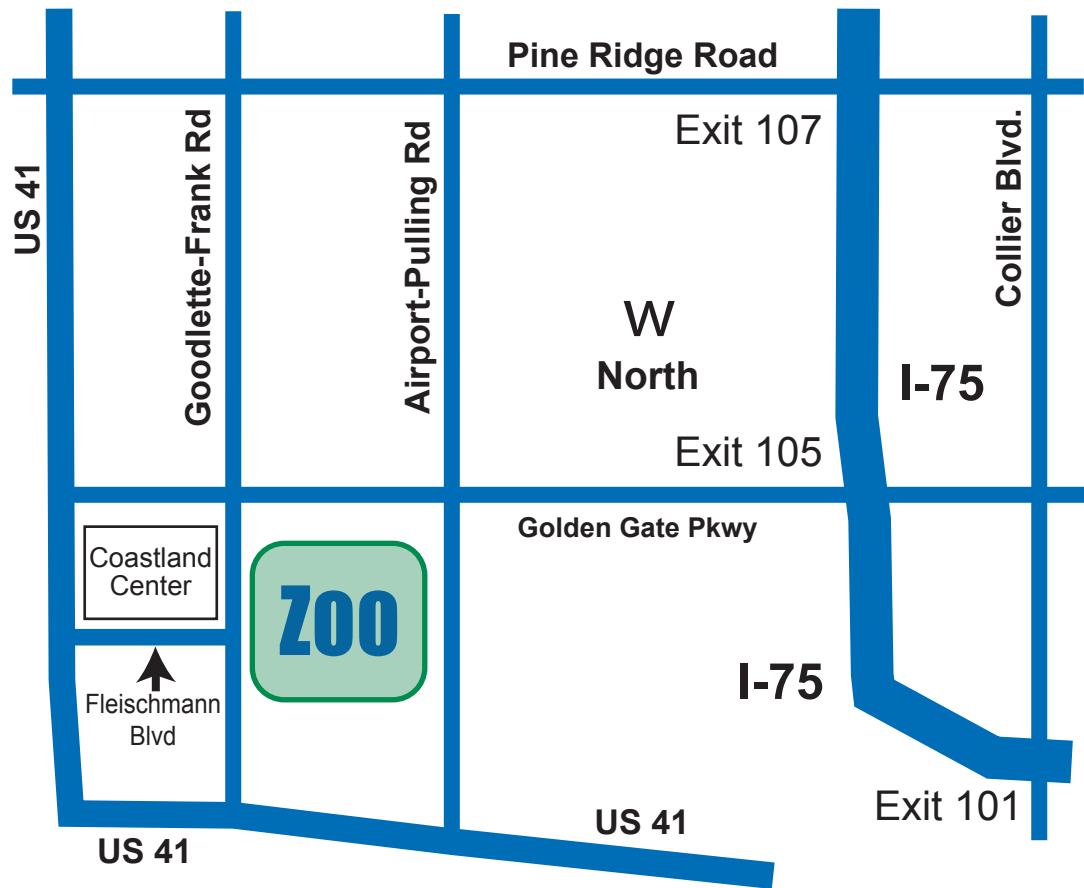 Pine Ridge Road
Exit 107
US 41
Goodlette-Frank Rd
Airport-Pulling Rd
Collier Blvd.
W
North
I-75
Exit 105
Golden Gate Pkwy
Coastland
Center
ZOO
I-75
Fleischmann
Blvd
Exit 101
US 41
US 41